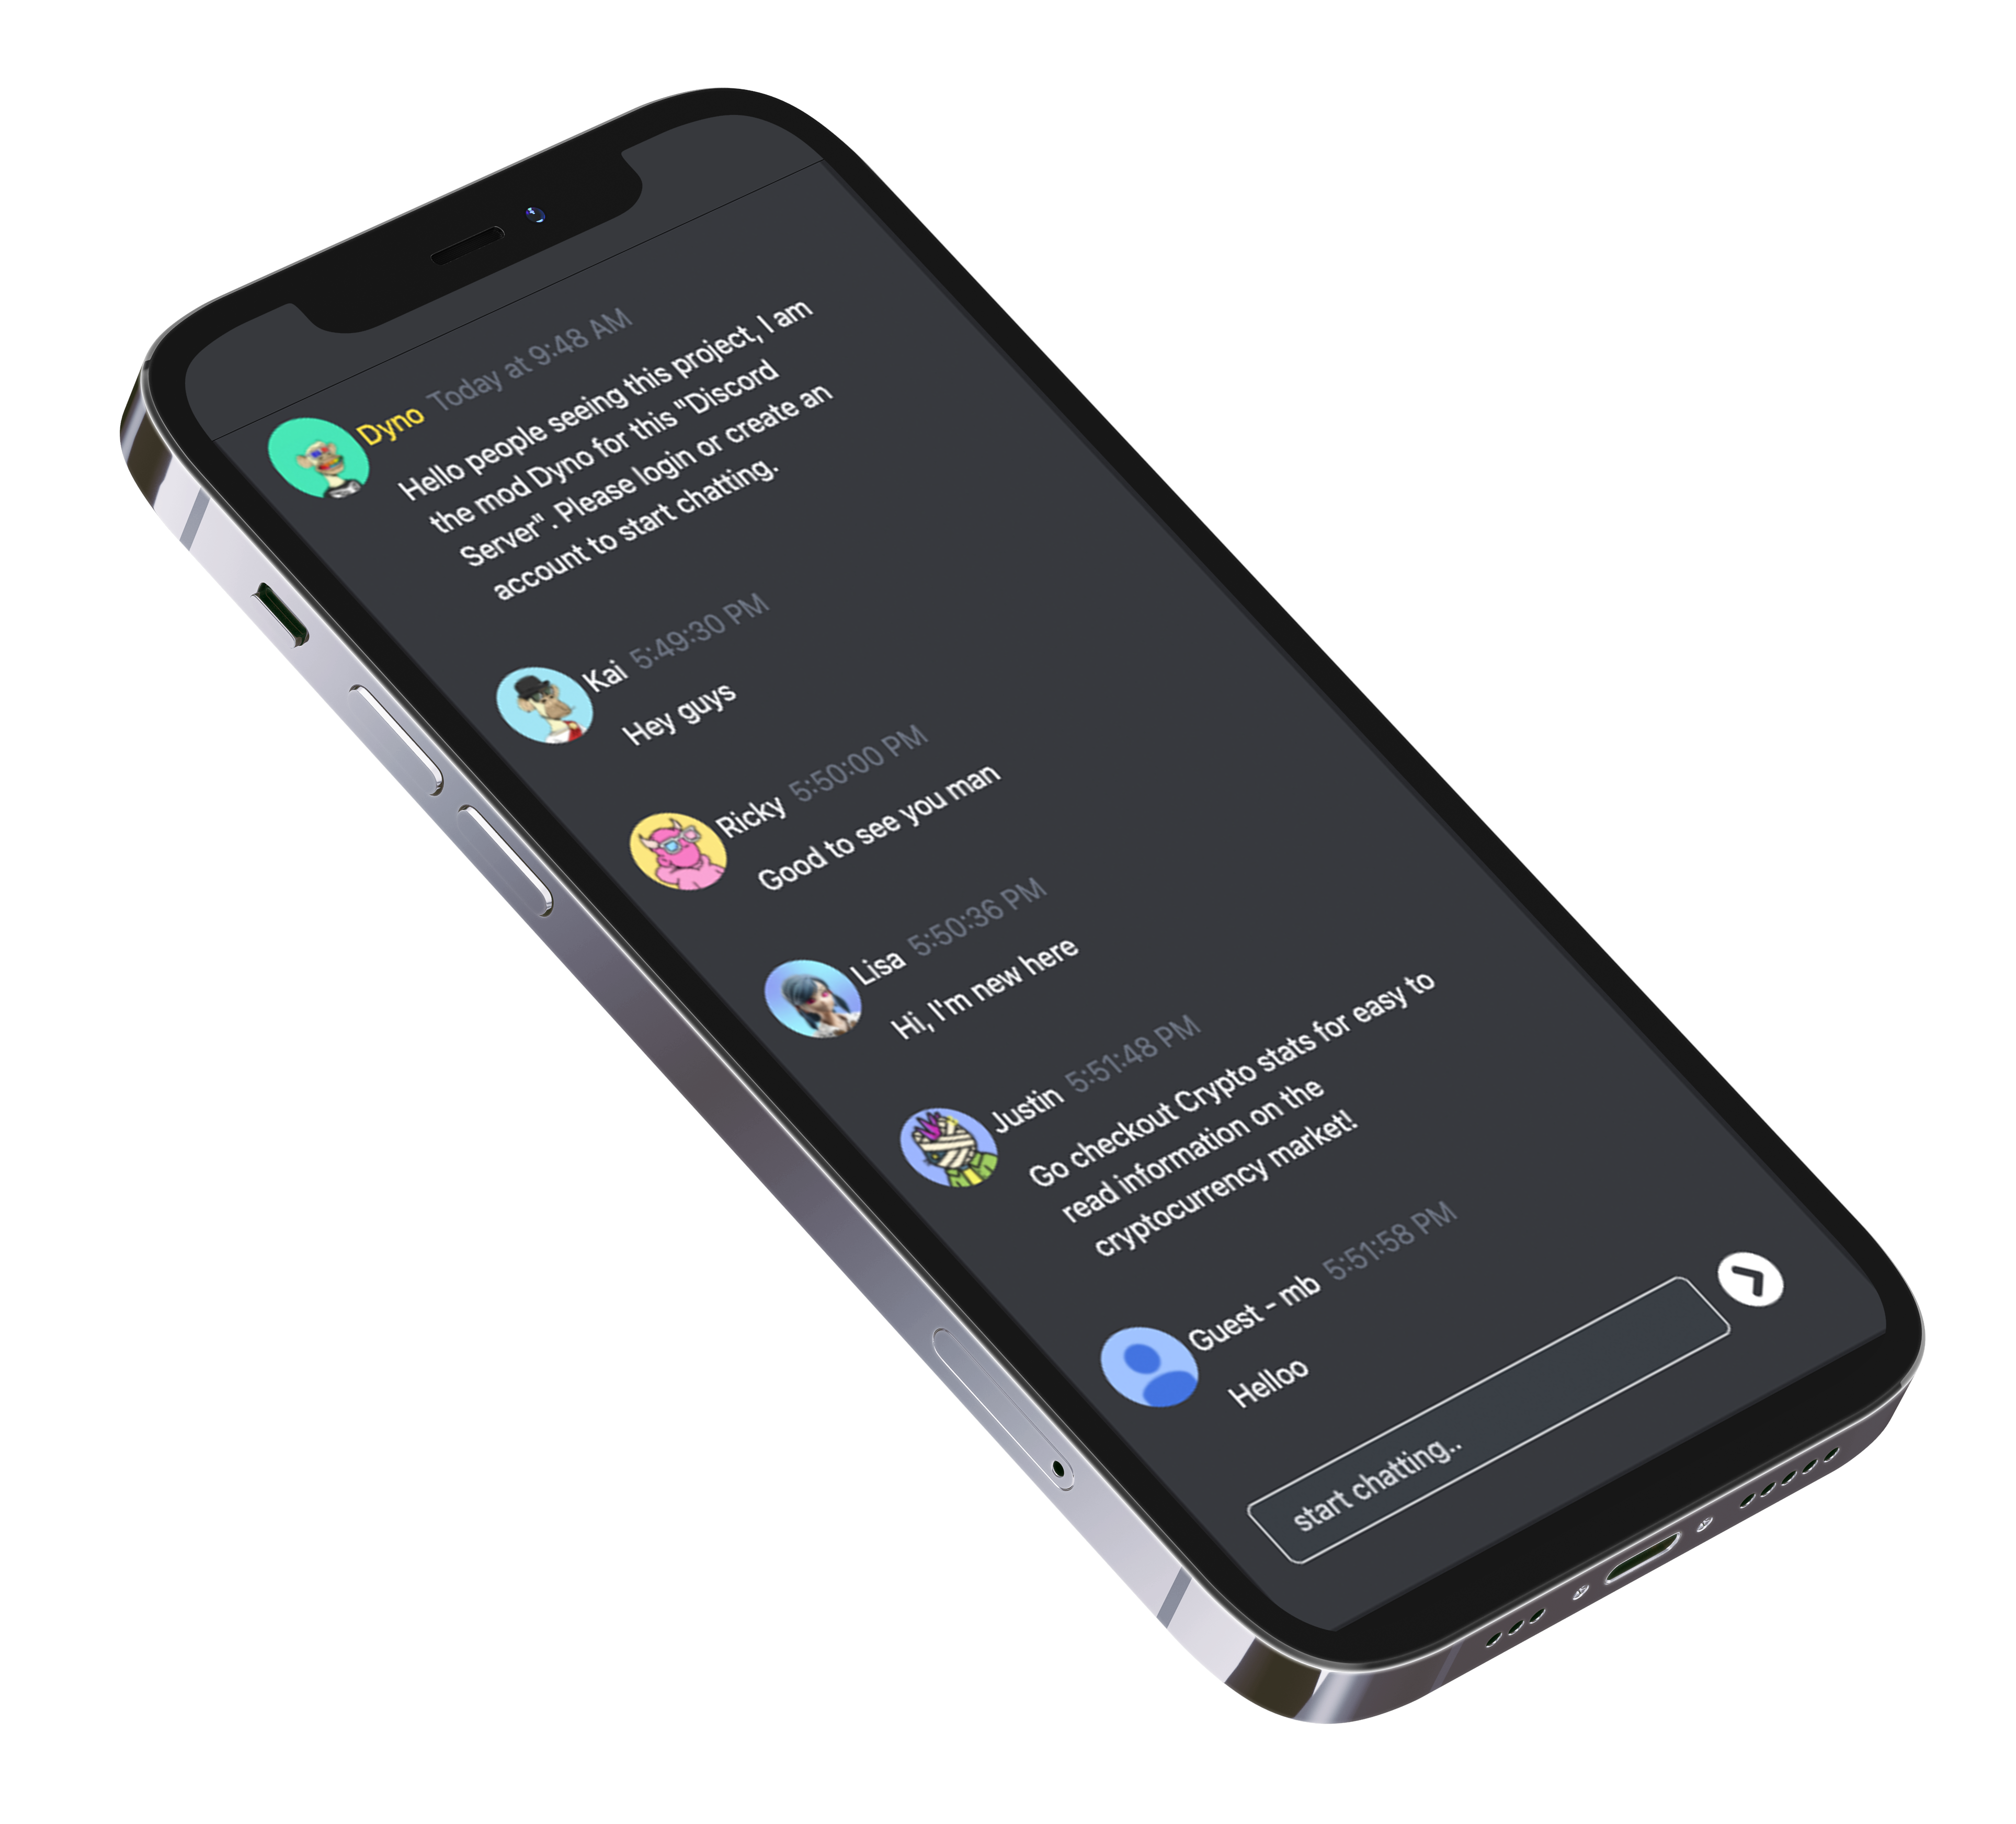 Dyno Today at 9:48 AM
Hello people seeing this project, I am
the mod Dyno for this "Discord
Server". Please login or create an
account to start chatting.
Kai 5:49:30 PM
Hey guys
Ricky 5:50:00 PM
Good to see you man
Lisa 5:50:36 PM
Hi, I'm new here
Justin 5:51:48 PM
Go checkout Crypto stats for easy to
read information on the
cryptocurrency market!
Guest - mb 5:51:58 PM
Helloo
start chatting..